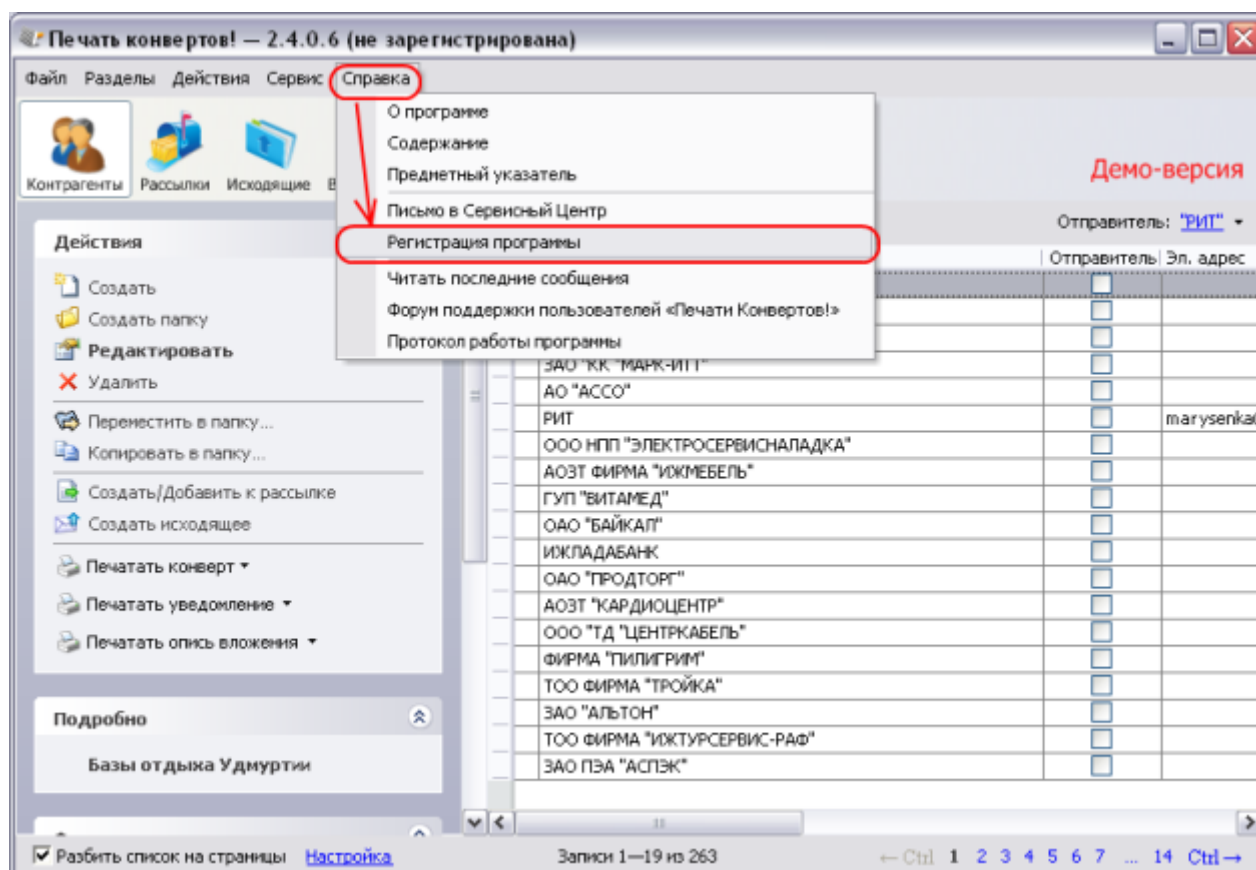 Печать конвертов! — 2.4.0.6 (не зарегистрирована)
Файл Разделы Действия Сервис Справка
О программе
Содержание
Предметный указатель
Письмо в Сервисный Центр
Регистрация программы
Читать последние сообщения
Форум поддержки пользователей «Печати Конвертов!»
Протокол работы программы
Контрагенты Рассылки Исходящие
Демо-версия
Отправитель: "РИТ"
Отправитель Эл. адрес
Действия
Создать
Создать папку
Редактировать
Удалить
Переместить в папку...
Копировать в папку...
Создать/Добавить к рассылке
Создать исходящее
Печатать конверт
Печатать уведомление
Печатать опись вложения
Подробно
Базы отдыха Удмуртии
ЗАО "КК "МАРК-ИТТ"
АО "АССО"
РИТ marysenka
ООО НПП "ЭЛЕКТРОСЕРВИСНАЛАДКА"
АОЗТ ФИРМА "ИЖМЕБЕЛЬ"
ГУП "ВИТАМЕД"
ОАО "БАЙКАЛ"
ИЖЛАДАБАНК
ОАО "ПРОДТОРГ"
АОЗТ "КАРДИОЦЕНТР"
ООО "ТД "ЦЕНТРКАБЕЛЬ"
ФИРМА "ПИЛИГРИМ"
ТОО ФИРМА "ТРОЙКА"
ЗАО "АЛЬТОН"
ТОО ФИРМА "ИЖТУРСЕРВИС-РАФ"
ЗАО ПЭА "АСПЭК"
Разбить список на страницы Настройка Записи 1—19 из 263 ← Ctrl 1 2 3 4 5 6 7 ... 14 Ctrl →